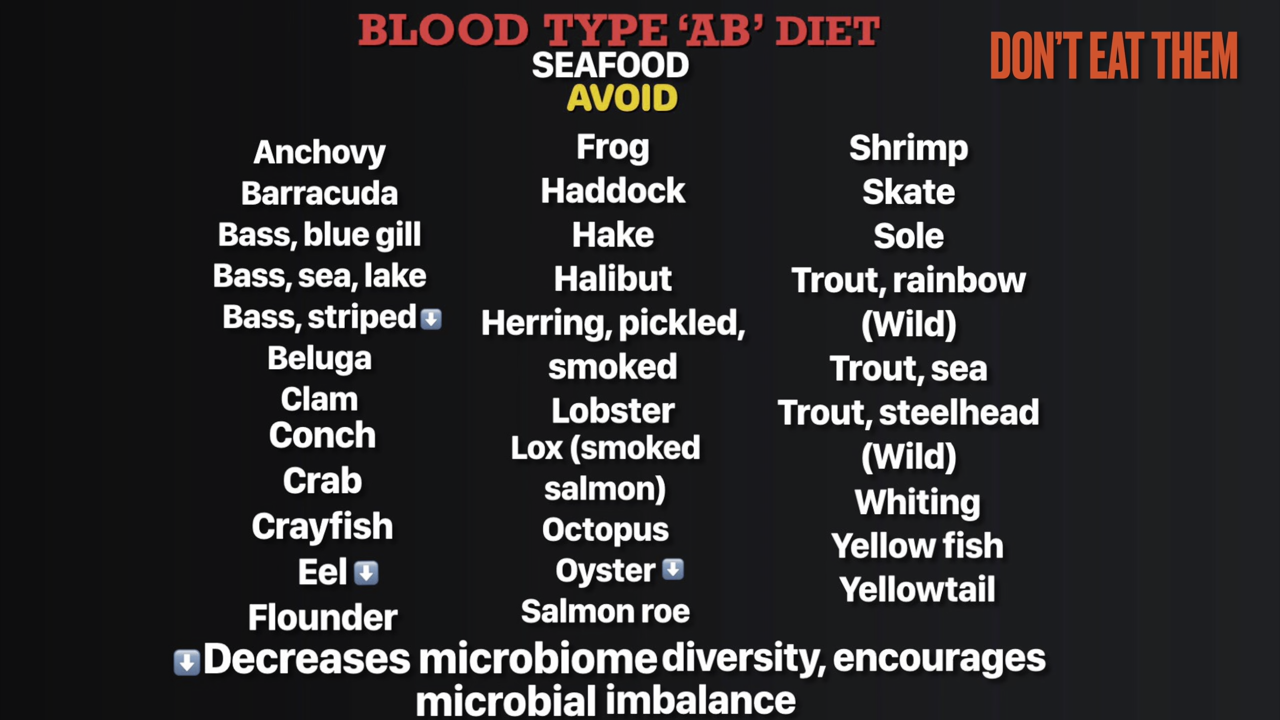 BLOOD TYPE ‘AB’ DIET
DON'T EAT THEM
SEAFOOD
AVOID
Anchovy
Barracuda
Bass, blue gill
Bass, sea, lake
Bass, striped⬇️
Beluga
Clam
Conch
Crab
Crayfish
Eel ⬇️
Flounder
Frog
Haddock
Hake
Halibut
Herring, pickled,
smoked
Lobster
Lox (smoked
salmon)
Octopus
Oyster ⬇️
Salmon roe
Shrimp
Skate
Sole
Trout, rainbow
(Wild)
Trout, sea
Trout, steelhead
(Wild)
Whiting
Yellow fish
Yellowtail
⬇️Decreases microbiome diversity, encourages
microbial imbalance